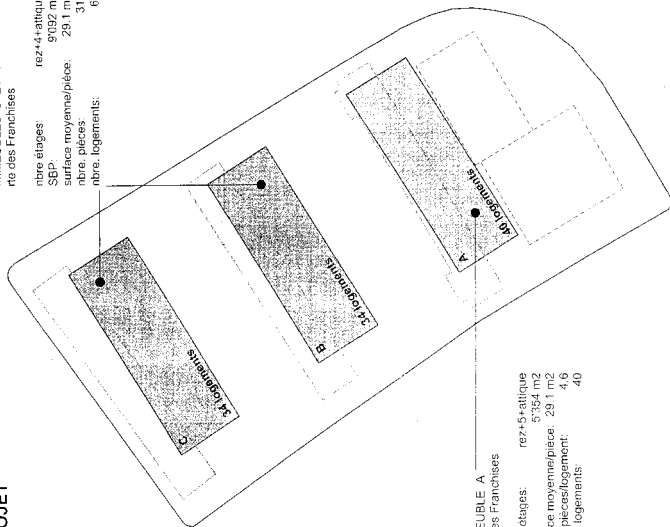 OJET
rte des Franchises
nbre étages: rez+4+attique
SBP: 9'092 m
surface moyenne/pièce: 29.1 m
nbre. pièces: 31
nbre. logements: 6
C
34 logements
B
34 logements
A
40 logements
EUBLE A
es Franchises
étages: rez+5+attique
5'354 m2
ce moyenne/pièce: 29.1 m2
pièces/logement: 4.6
logements: 40